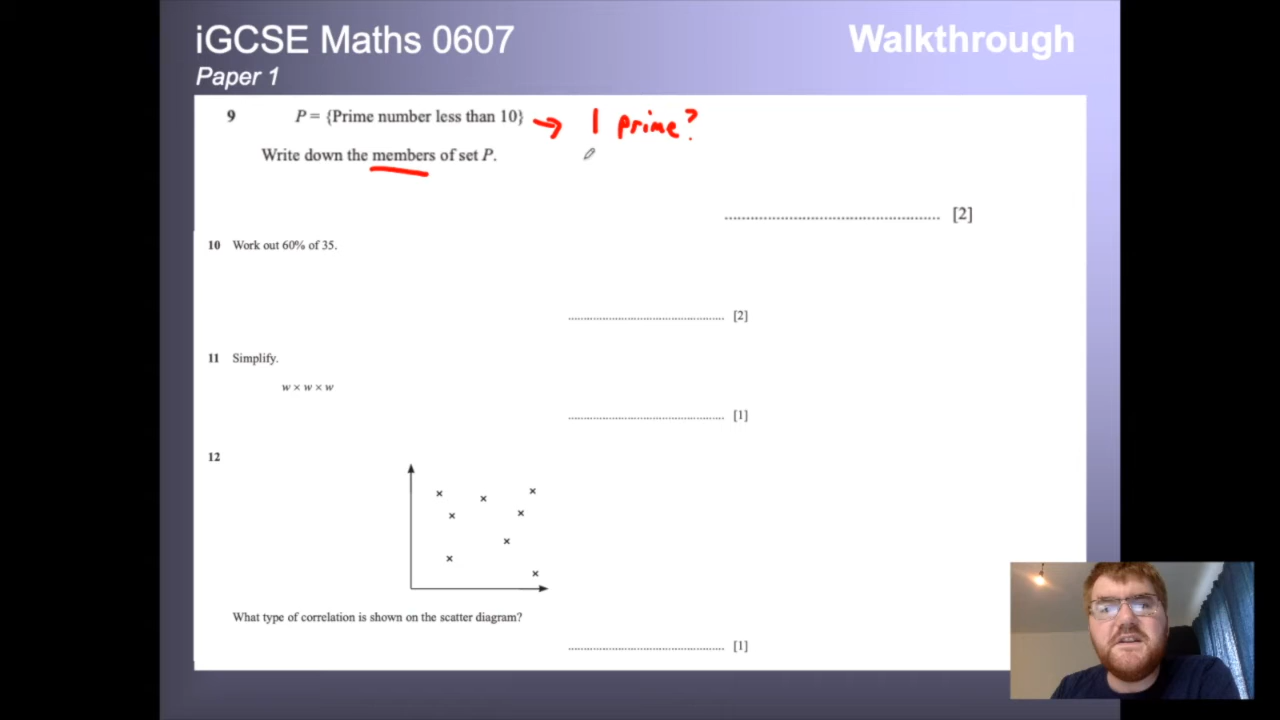 iGCSE Maths 0607
Walkthrough
Paper 1
9 P = {Prime number less than 10} → 1 prime?
Write down the members of set P.
[2]
10 Work out 60% of 35.
[2]
11 Simplify.
w × w × w
[1]
12
What type of correlation is shown on the scatter diagram?
[1]